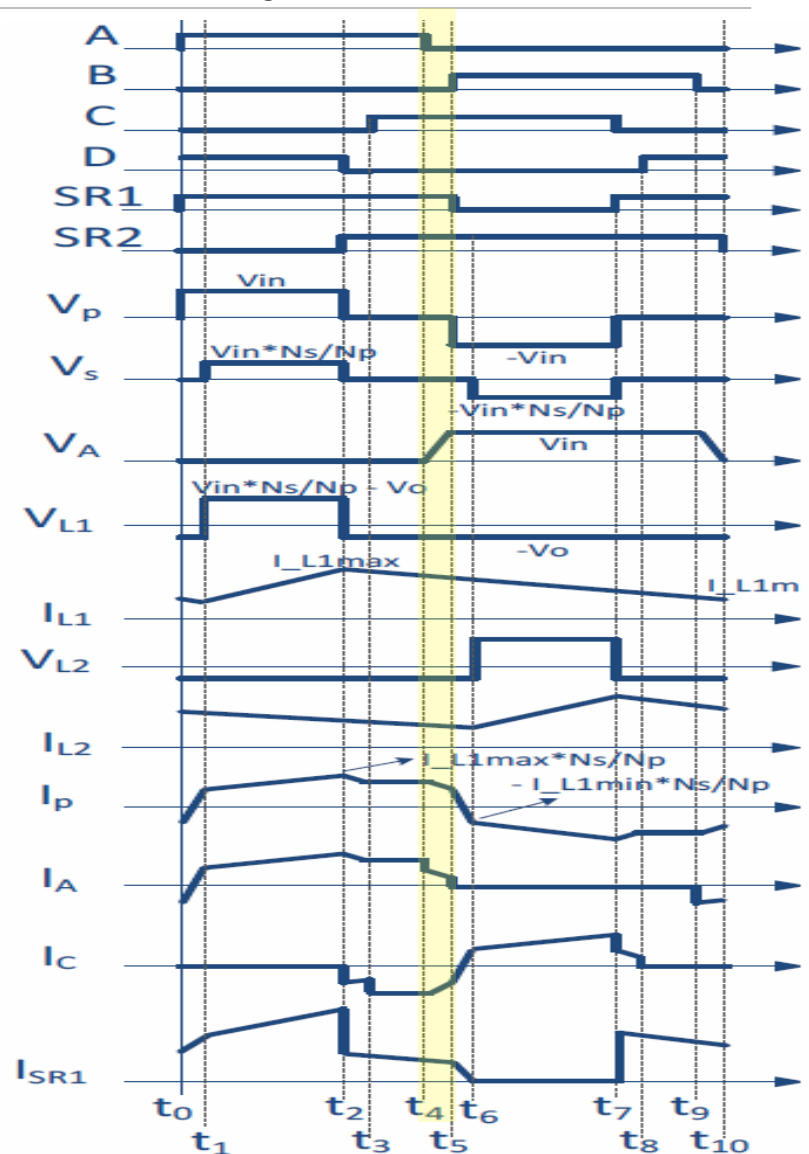 A
B
C
D
SR1
SR2
Vin
Vp
Vin*Ns/Np
-Vin
Vs
-Vin*Ns/Np
VA
Vin
Vin*Ns/Np - Vo
VL1
-Vo
I_L1max
I_L1m
IL1
VL2
IL2
I_L1max*Ns/Np
- I_L1min*Ns/Np
Ip
IA
IC
ISR1
t0 t2 t4 t6 t7 t9
t1 t3 t5 t8 t10